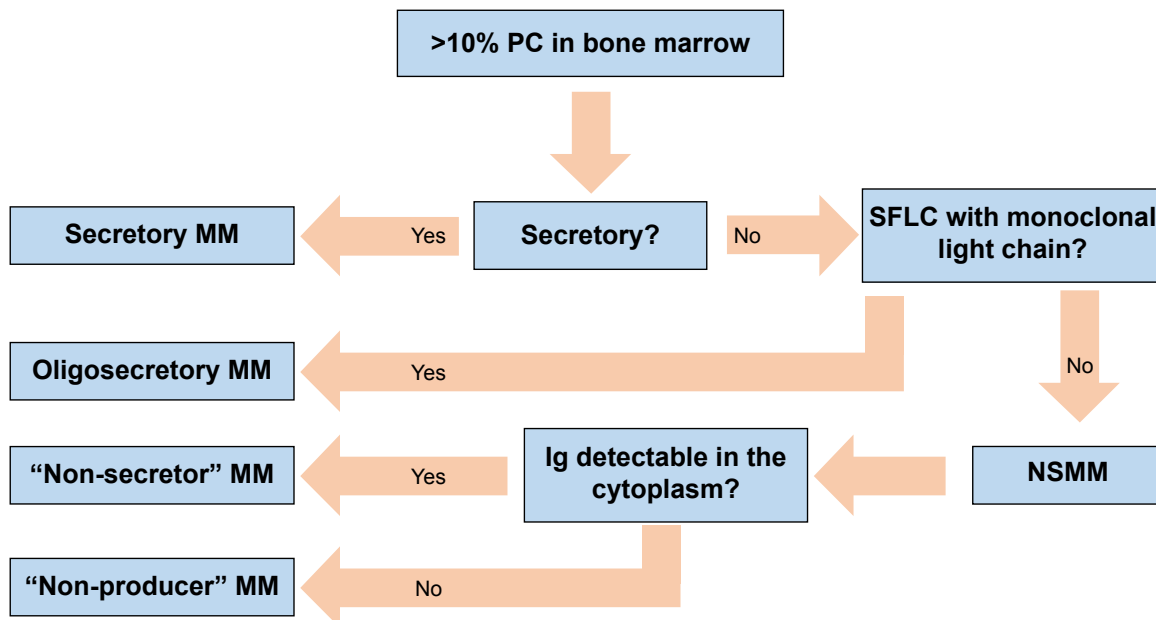 >10% PC in bone marrow
Secretory MM
Yes
Secretory?
No
SFLC with monoclonal
light chain?
Oligosecretory MM
Yes
No
“Non-secretor” MM
Yes
Ig detectable in the
cytoplasm?
NSMM
“Non-producer” MM
No